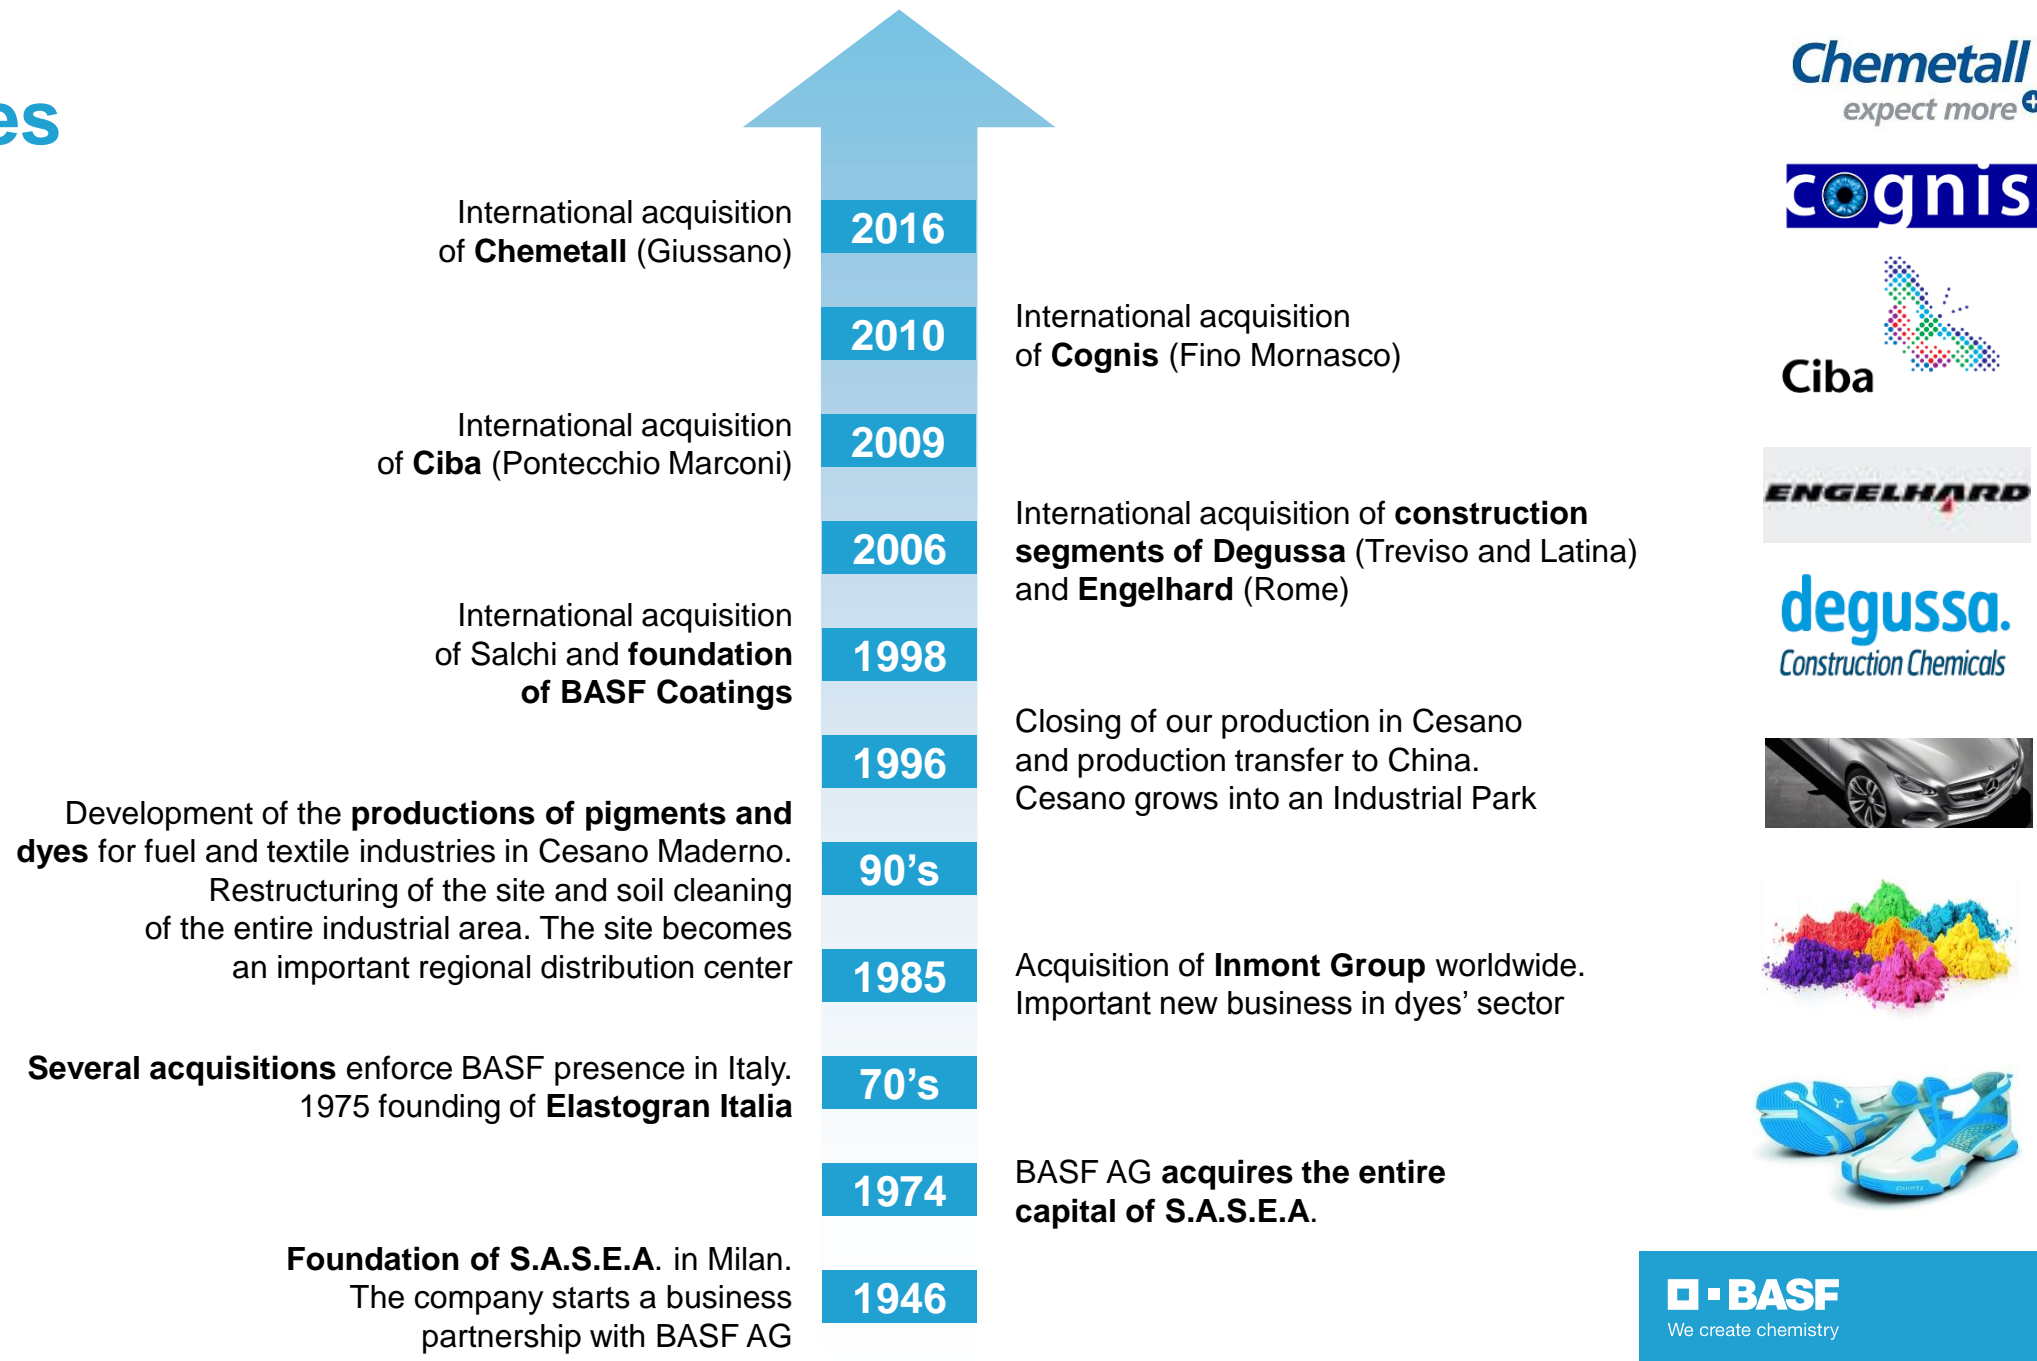 es
2016
International acquisition
of Chemetall (Giussano)
2010
International acquisition
of Cognis (Fino Mornasco)
2009
International acquisition
of Ciba (Pontecchio Marconi)
2006
International acquisition of construction
segments of Degussa (Treviso and Latina)
and Engelhard (Rome)
1998
International acquisition
of Salchi and foundation
of BASF Coatings
1996
Closing of our production in Cesano
and production transfer to China.
Cesano grows into an Industrial Park
90’s
Development of the productions of pigments and
dyes for fuel and textile industries in Cesano Maderno.
Restructuring of the site and soil cleaning
of the entire industrial area. The site becomes
an important regional distribution center
1985
Acquisition of Inmont Group worldwide.
Important new business in dyes’ sector
70’s
Several acquisitions enforce BASF presence in Italy.
1975 founding of Elastogran Italia
1974
BASF AG acquires the entire
capital of S.A.S.E.A.
1946
Foundation of S.A.S.E.A. in Milan.
The company starts a business
partnership with BASF AG
Chemetall
expect more
cognis
Ciba
ENGELHARD
degussa.
Construction Chemicals
BASF
We create chemistry